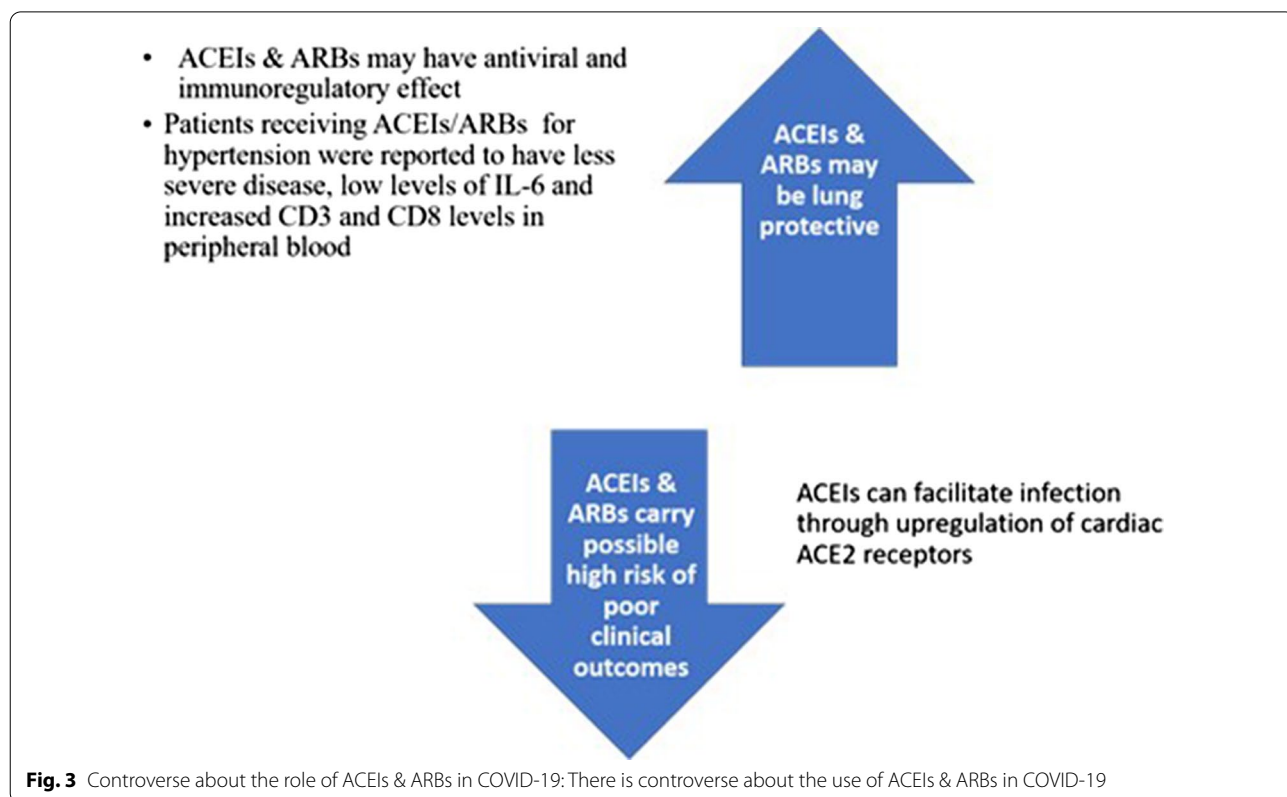 • ACEIs & ARBs may have antiviral and
immunoregulatory effect
• Patients receiving ACEIs/ARBs for
hypertension were reported to have less
severe disease, low levels of IL-6 and
increased CD3 and CD8 levels in
peripheral blood
ACEIs &
ARBs may
be lung
protective
ACEIs &
ARBs carry
possible
high risk of
poor
clinical
outcomes
ACEIs can facilitate infection
through upregulation of cardiac
ACE2 receptors
Fig. 3 Controverse about the role of ACEIs & ARBs in COVID-19: There is controverse about the use of ACEIs & ARBs in COVID-19